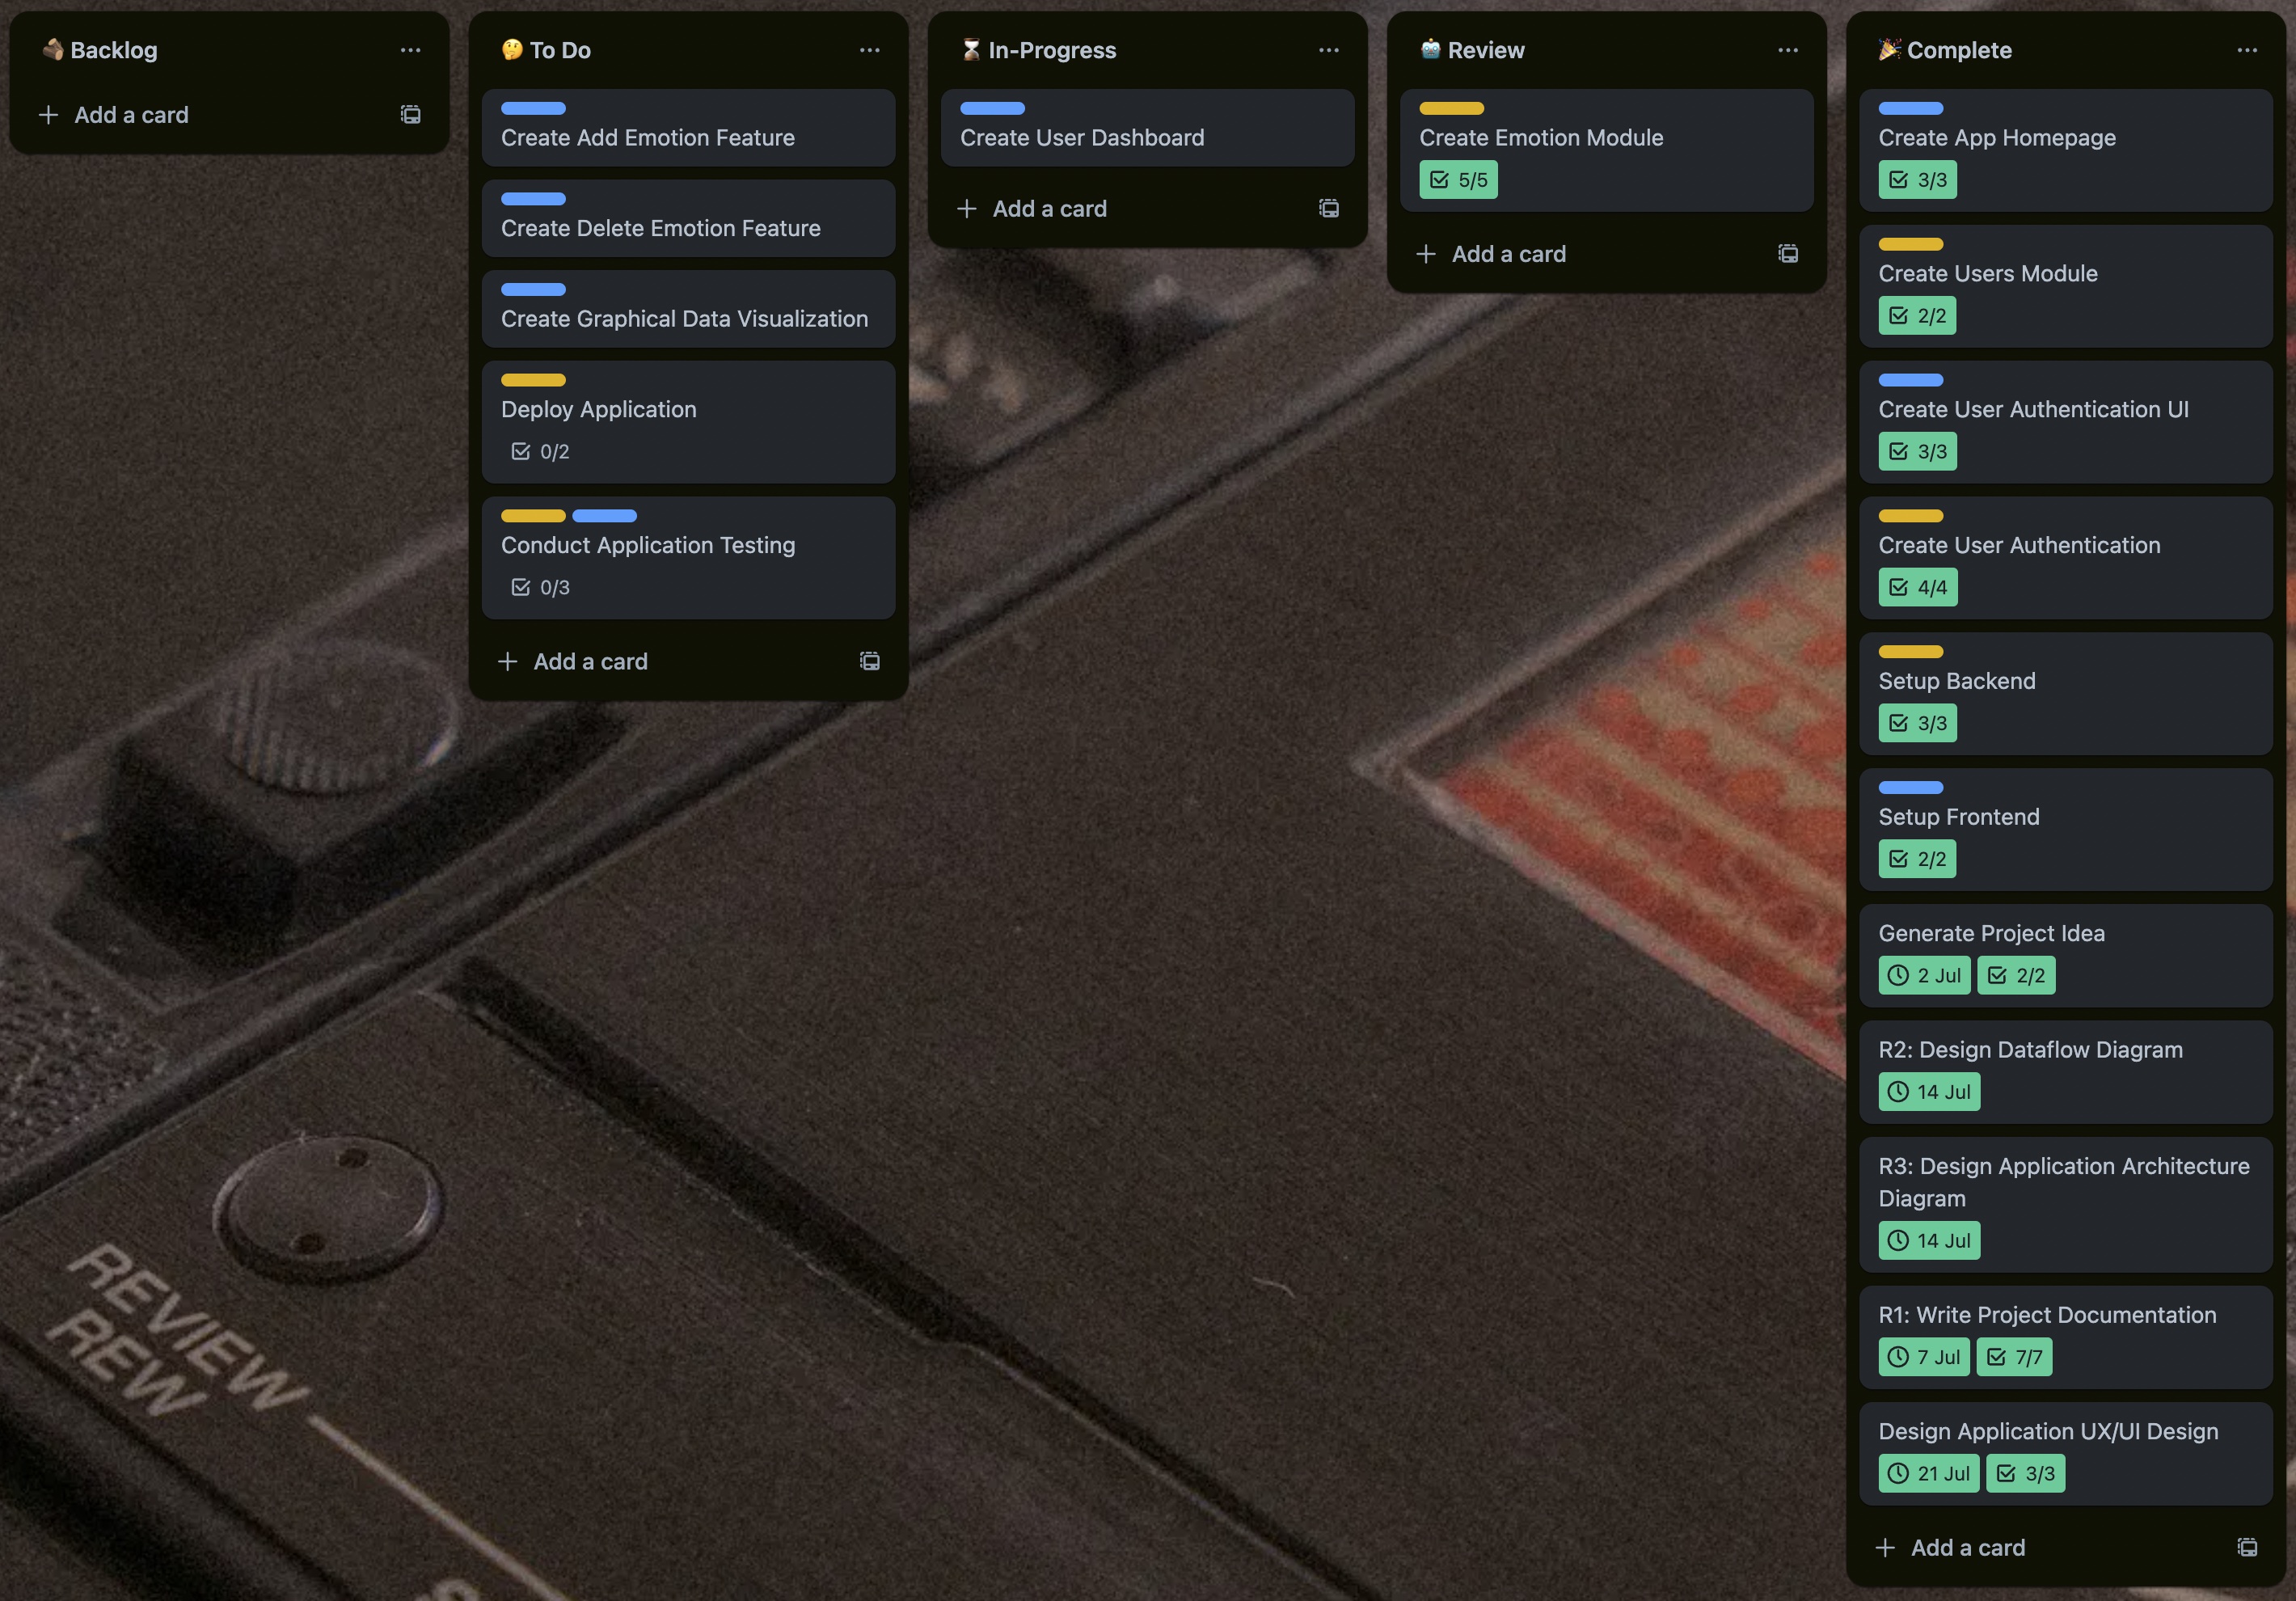 Backlog
Add a card
🤔 To Do
Create Add Emotion Feature
Create Delete Emotion Feature
Create Graphical Data Visualization
Deploy Application
0/2
Conduct Application Testing
0/3
Add a card
⏳ In-Progress
Create User Dashboard
Add a card
🤖 Review
Create Emotion Module
5/5
Add a card
🎉 Complete
Create App Homepage
3/3
Create Users Module
2/2
Create User Authentication UI
3/3
Create User Authentication
4/4
Setup Backend
3/3
Setup Frontend
2/2
Generate Project Idea
2 Jul 2/2
R2: Design Dataflow Diagram
14 Jul
R3: Design Application Architecture
Diagram
14 Jul
R1: Write Project Documentation
7 Jul 7/7
Design Application UX/UI Design
21 Jul 3/3
Add a card
REVIEW
REW